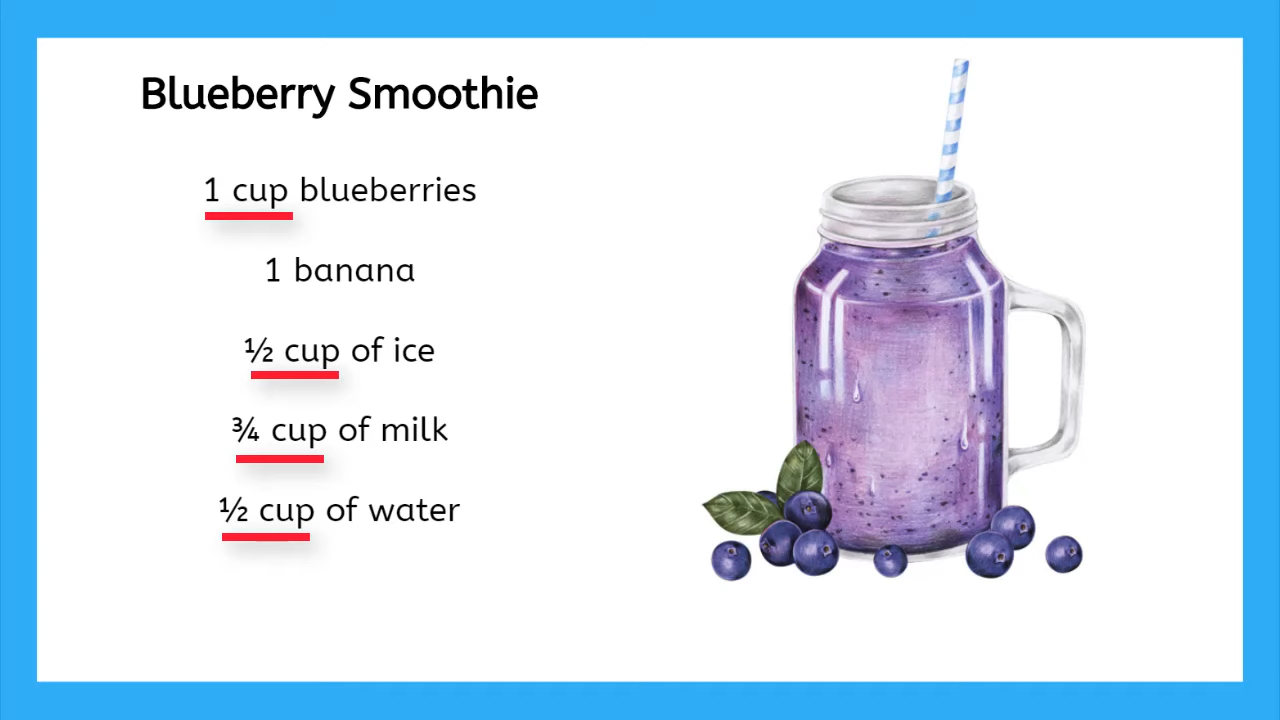 Blueberry Smoothie
1 cup blueberries
1 banana
½ cup of ice
¾ cup of milk
½ cup of water